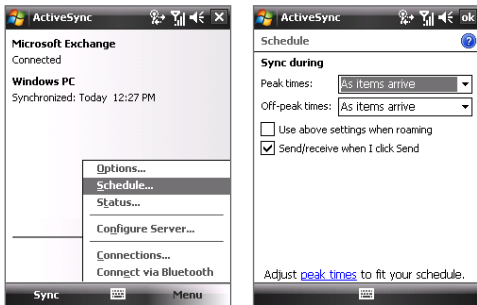 ActiveSync
Microsoft Exchange
Connected
Windows PC
Synchronized: Today 12:27 PM
Options...
Schedule...
Status...
Configure Server...
Connections...
Connect via Bluetooth
Sync Menu
ActiveSync ok
Schedule
Sync during
Peak times: As items arrive
Off-peak times: As items arrive
Use above settings when roaming
Send/receive when I click Send
Adjust peak times to fit your schedule.